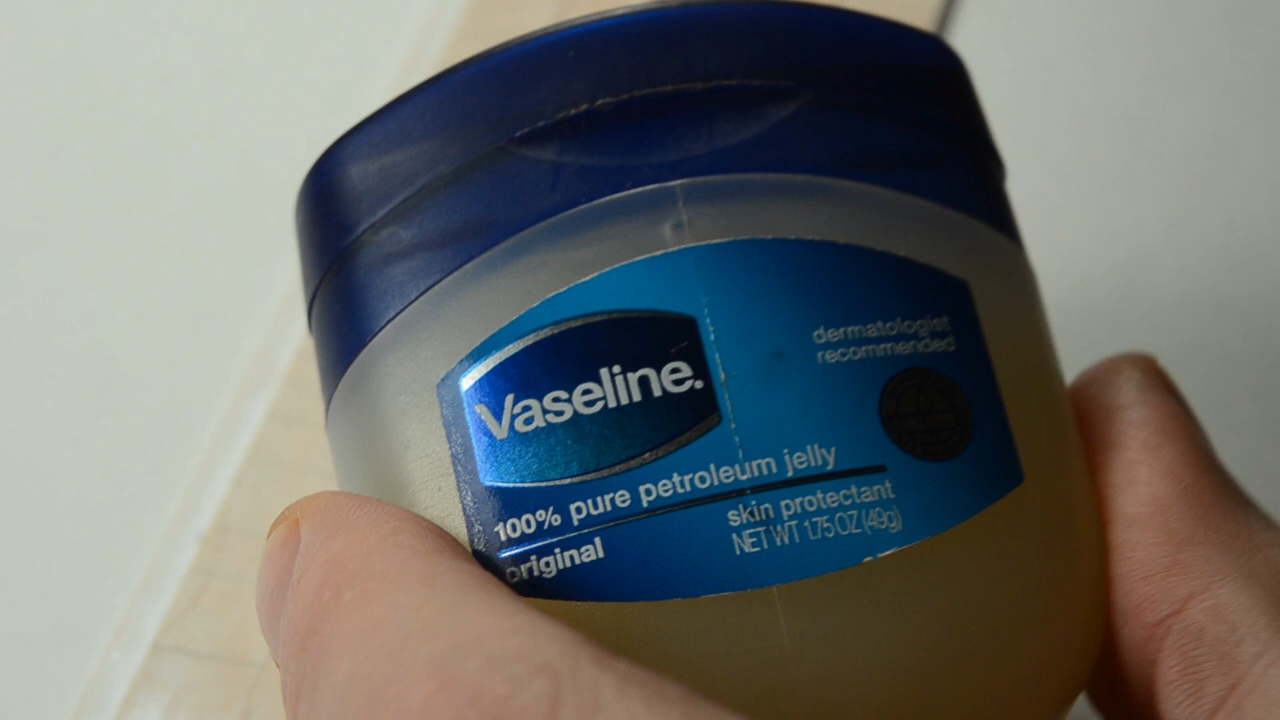 Vaseline.
dermatologist
recommended
100% pure petroleum jelly
original
skin protectant
NET WT 1.75 OZ (49g)